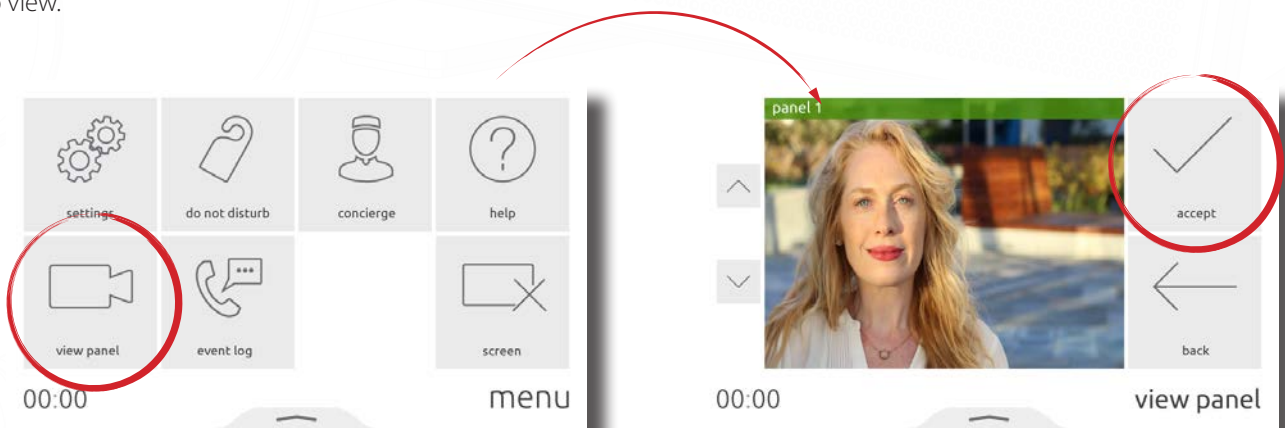 view.
panel 1
settings
do not disturb
concierge
help
accept
view panel
event log
screen
back
00:00
menu
00:00
view panel